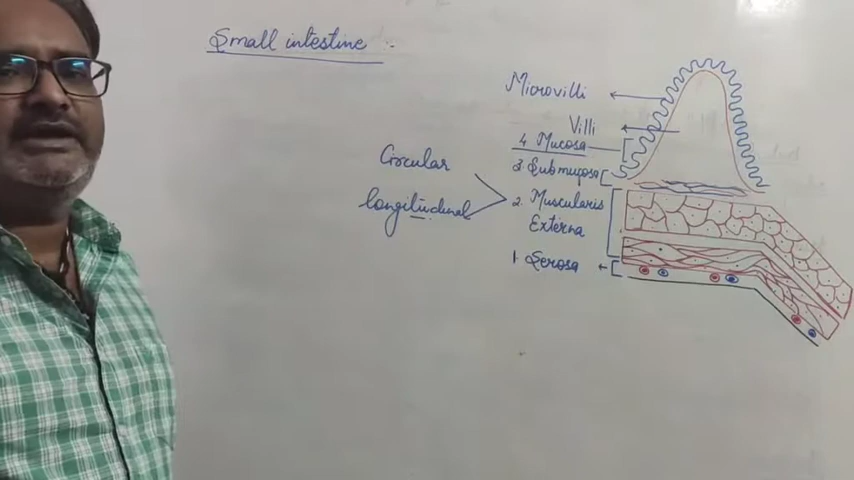 Small intestine :
Microvilli
Villi
4 Mucosa
3 Submucosa
2. Muscularis
Externa
Circular
longitudinal
1 Serosa